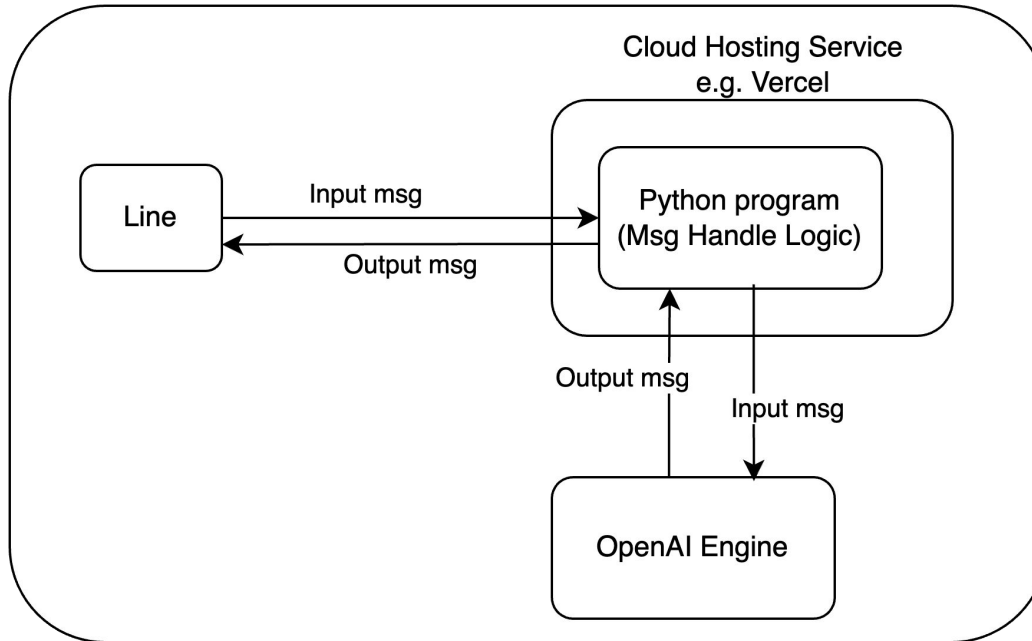 Cloud Hosting Service
e.g. Vercel
Line
Input msg
Output msg
Python program
(Msg Handle Logic)
Output msg
Input msg
OpenAI Engine